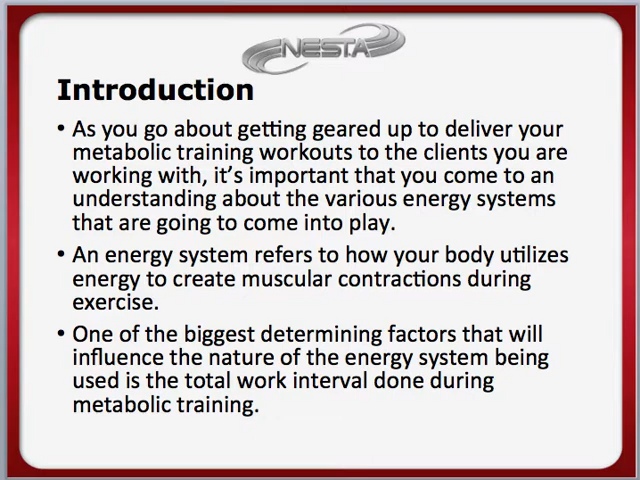 NESTA
Introduction
• As you go about getting geared up to deliver your
metabolic training workouts to the clients you are
working with, it's important that you come to an
understanding about the various energy systems
that are going to come into play.
• An energy system refers to how your body utilizes
energy to create muscular contractions during
exercise.
• One of the biggest determining factors that will
influence the nature of the energy system being
used is the total work interval done during
metabolic training.